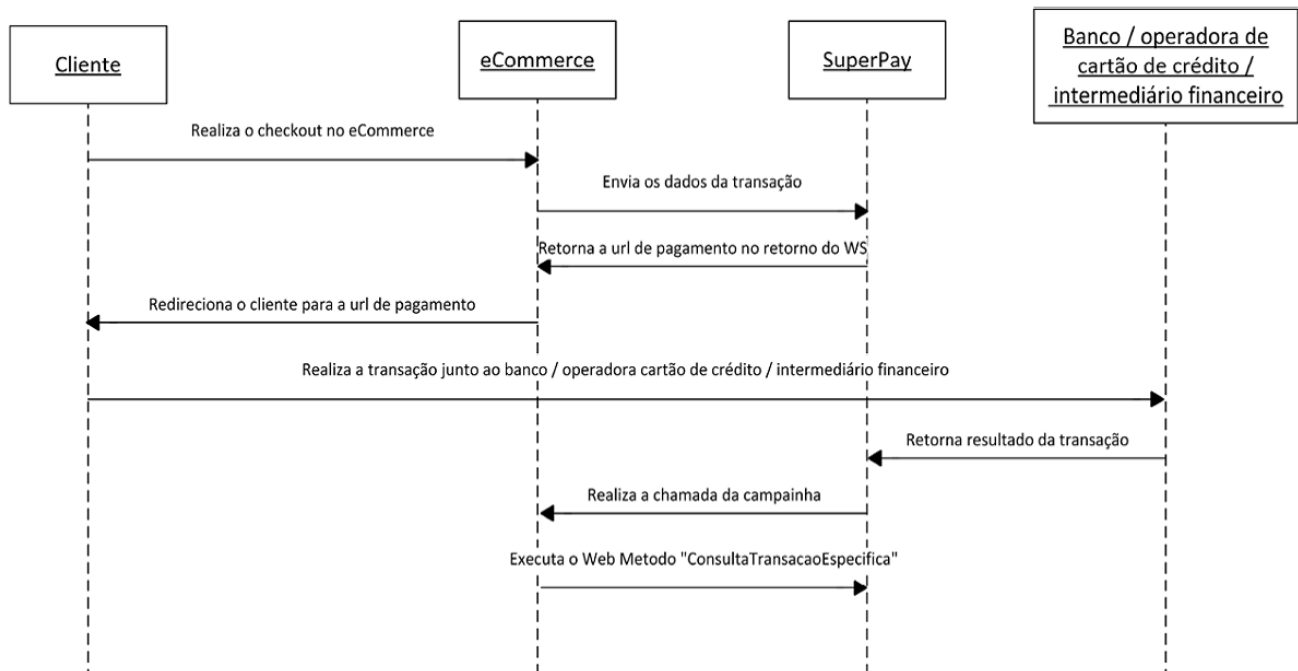 Cliente
eCommerce
SuperPay
Banco / operadora de
cartão de crédito /
intermediário financeiro
Realiza o checkout no eCommerce
Envia os dados da transação
Retorna a url de pagamento no retorno do WS
Redireciona o cliente para a url de pagamento
Realiza a transação junto ao banco / operadora cartão de crédito / intermediário financeiro
Retorna resultado da transação
Realiza a chamada da campainha
Executa o Web Metodo "ConsultaTransacaoEspecifica"